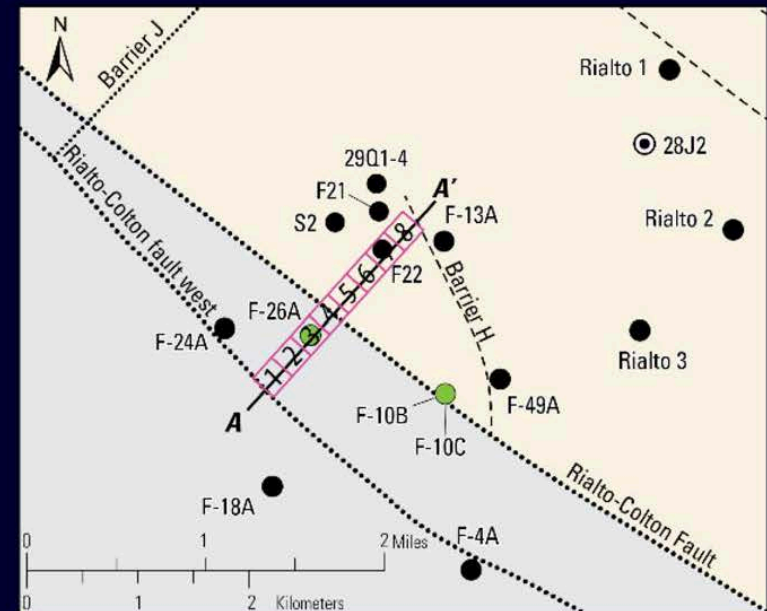 N
Barrier J
Rialto 1
28J2
29Q1-4
A'
F21
F-13A
S2
Rialto 2
8
7
F22
6
Barrier H
5
F-26A
4
Rialto-Colton fault west
F-24A
3
Rialto 3
2
1
F-49A
F-10B
A
F-10C
Rialto-Colton Fault
F-18A
F-4A
0 1 2 Miles
0 1 2 Kilometers